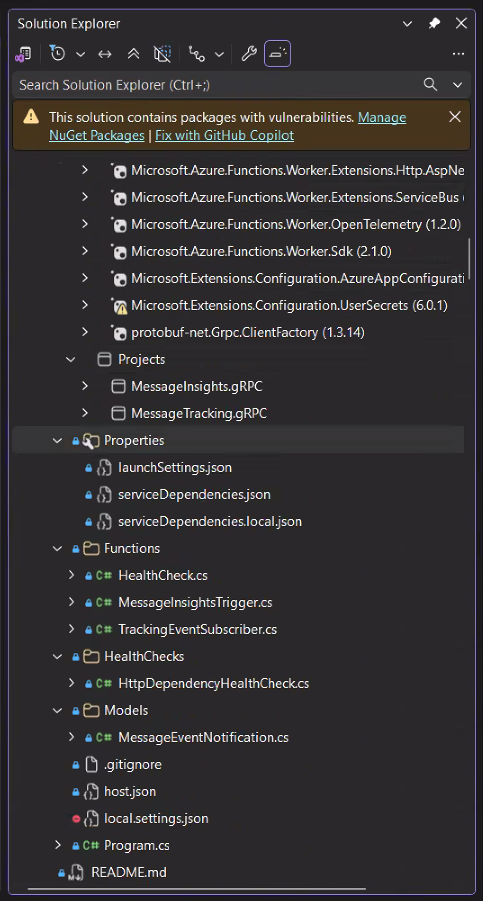 Solution Explorer
Search Solution Explorer (Ctrl+;)
This solution contains packages with vulnerabilities. Manage
NuGet Packages | Fix with GitHub Copilot
Microsoft.Azure.Functions.Worker.Extensions.Http.AspNe
Microsoft.Azure.Functions.Worker.Extensions.ServiceBus (
Microsoft.Azure.Functions.Worker.OpenTelemetry (1.2.0)
Microsoft.Azure.Functions.Worker.Sdk (2.1.0)
Microsoft.Extensions.Configuration.AzureAppConfigurati
Microsoft.Extensions.Configuration.UserSecrets (6.0.1)
protobuf-net.Grpc.ClientFactory (1.3.14)
Projects
MessageInsights.gRPC
MessageTracking.gRPC
Properties
launchSettings.json
serviceDependencies.json
serviceDependencies.local.json
Functions
C# HealthCheck.cs
C# MessageInsightsTrigger.cs
C# TrackingEventSubscriber.cs
HealthChecks
C# HttpDependencyHealthCheck.cs
Models
C# MessageEventNotification.cs
.gitignore
host.json
local.settings.json
C# Program.cs
README.md